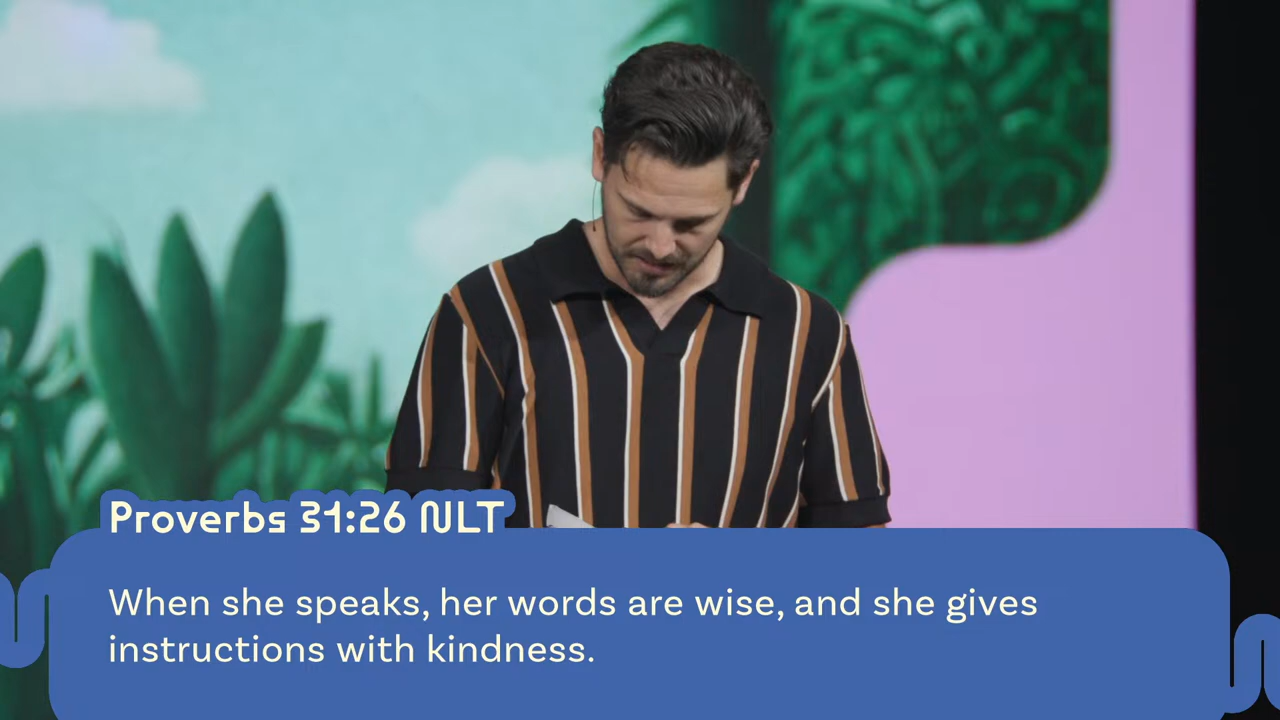 Proverbs 31:26 NLT
When she speaks, her words are wise, and she gives
instructions with kindness.